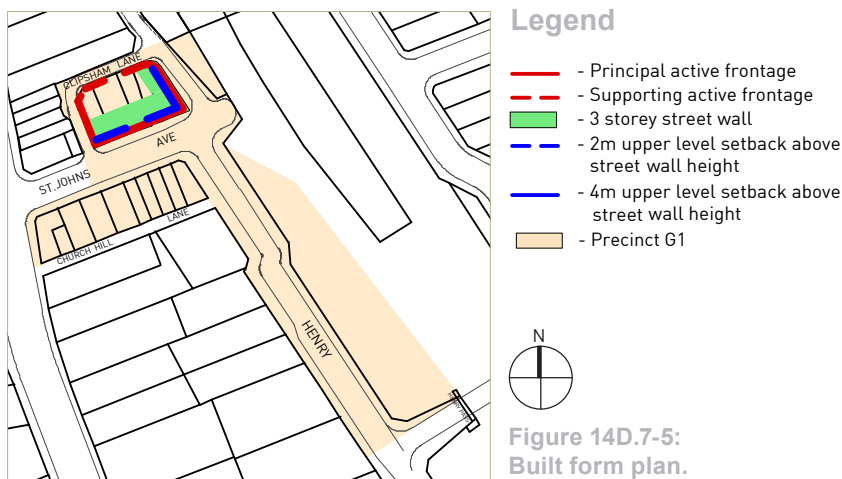 CLIPSHAM LANE
AVE
ST.JOHNS
LANE
CHURCH HILL
HENRY
Legend
- Principal active frontage
- Supporting active frontage
- 3 storey street wall
- 2m upper level setback above
street wall height
- 4m upper level setback above
street wall height
- Precinct G1
N
Figure 14D.7-5:
Built form plan.